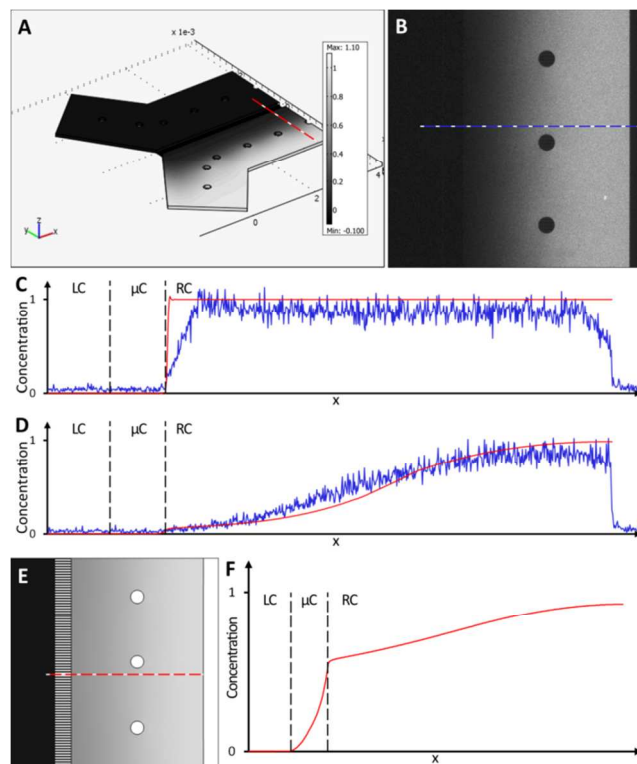 A
x 1e-3
Max: 1.10
1
0.8
0.6
0.4
0.2
0
Min: -0.100
0
2
4
z
y
x
B
C
LC
µC
RC
1
0
Concentration
x
D
LC
µC
RC
1
0
Concentration
x
E
F
LC
µC
RC
1
0
Concentration
x